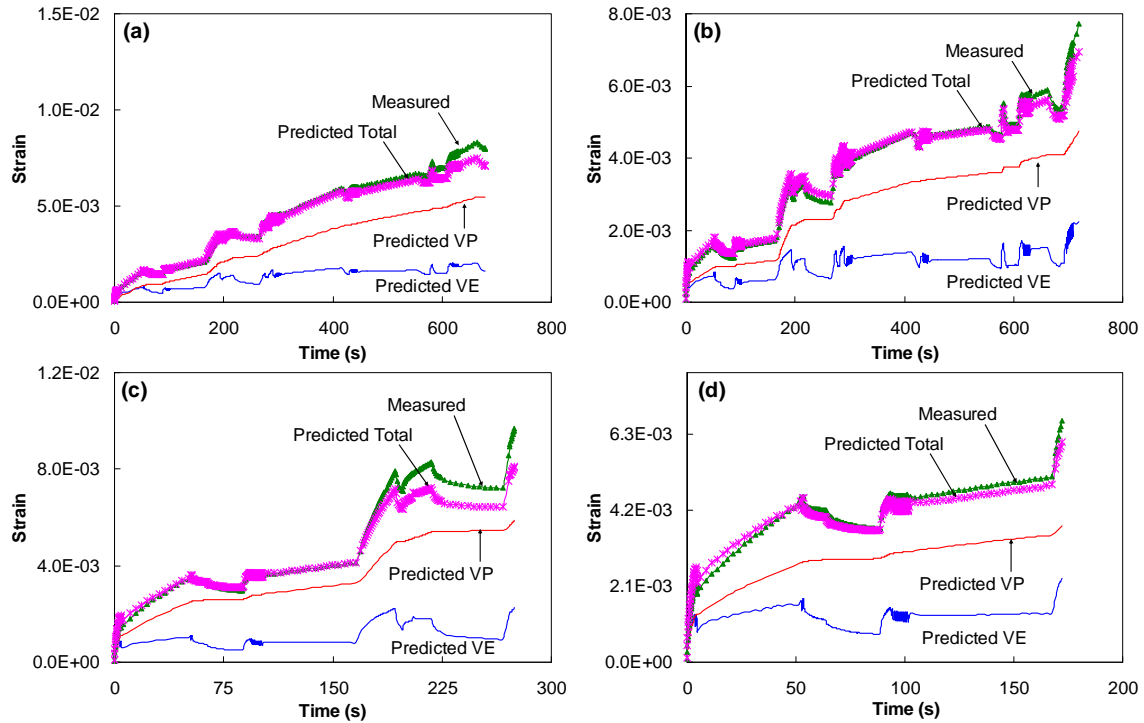 (a)
1.5E-02
1.0E-02
5.0E-03
0.0E+00
Strain
Measured
Predicted Total
Predicted VP
Predicted VE
0 200 400 600 800
Time (s)
(b)
8.0E-03
6.0E-03
4.0E-03
2.0E-03
0.0E+00
Strain
Measured
Predicted Total
Predicted VP
Predicted VE
0 200 400 600 800
Time (s)
(c)
1.2E-02
8.0E-03
4.0E-03
0.0E+00
Strain
Measured
Predicted Total
Predicted VP
Predicted VE
0 75 150 225 300
Time (s)
(d)
6.3E-03
4.2E-03
2.1E-03
0.0E+00
Strain
Measured
Predicted Total
Predicted VP
Predicted VE
0 50 100 150 200
Time (s)